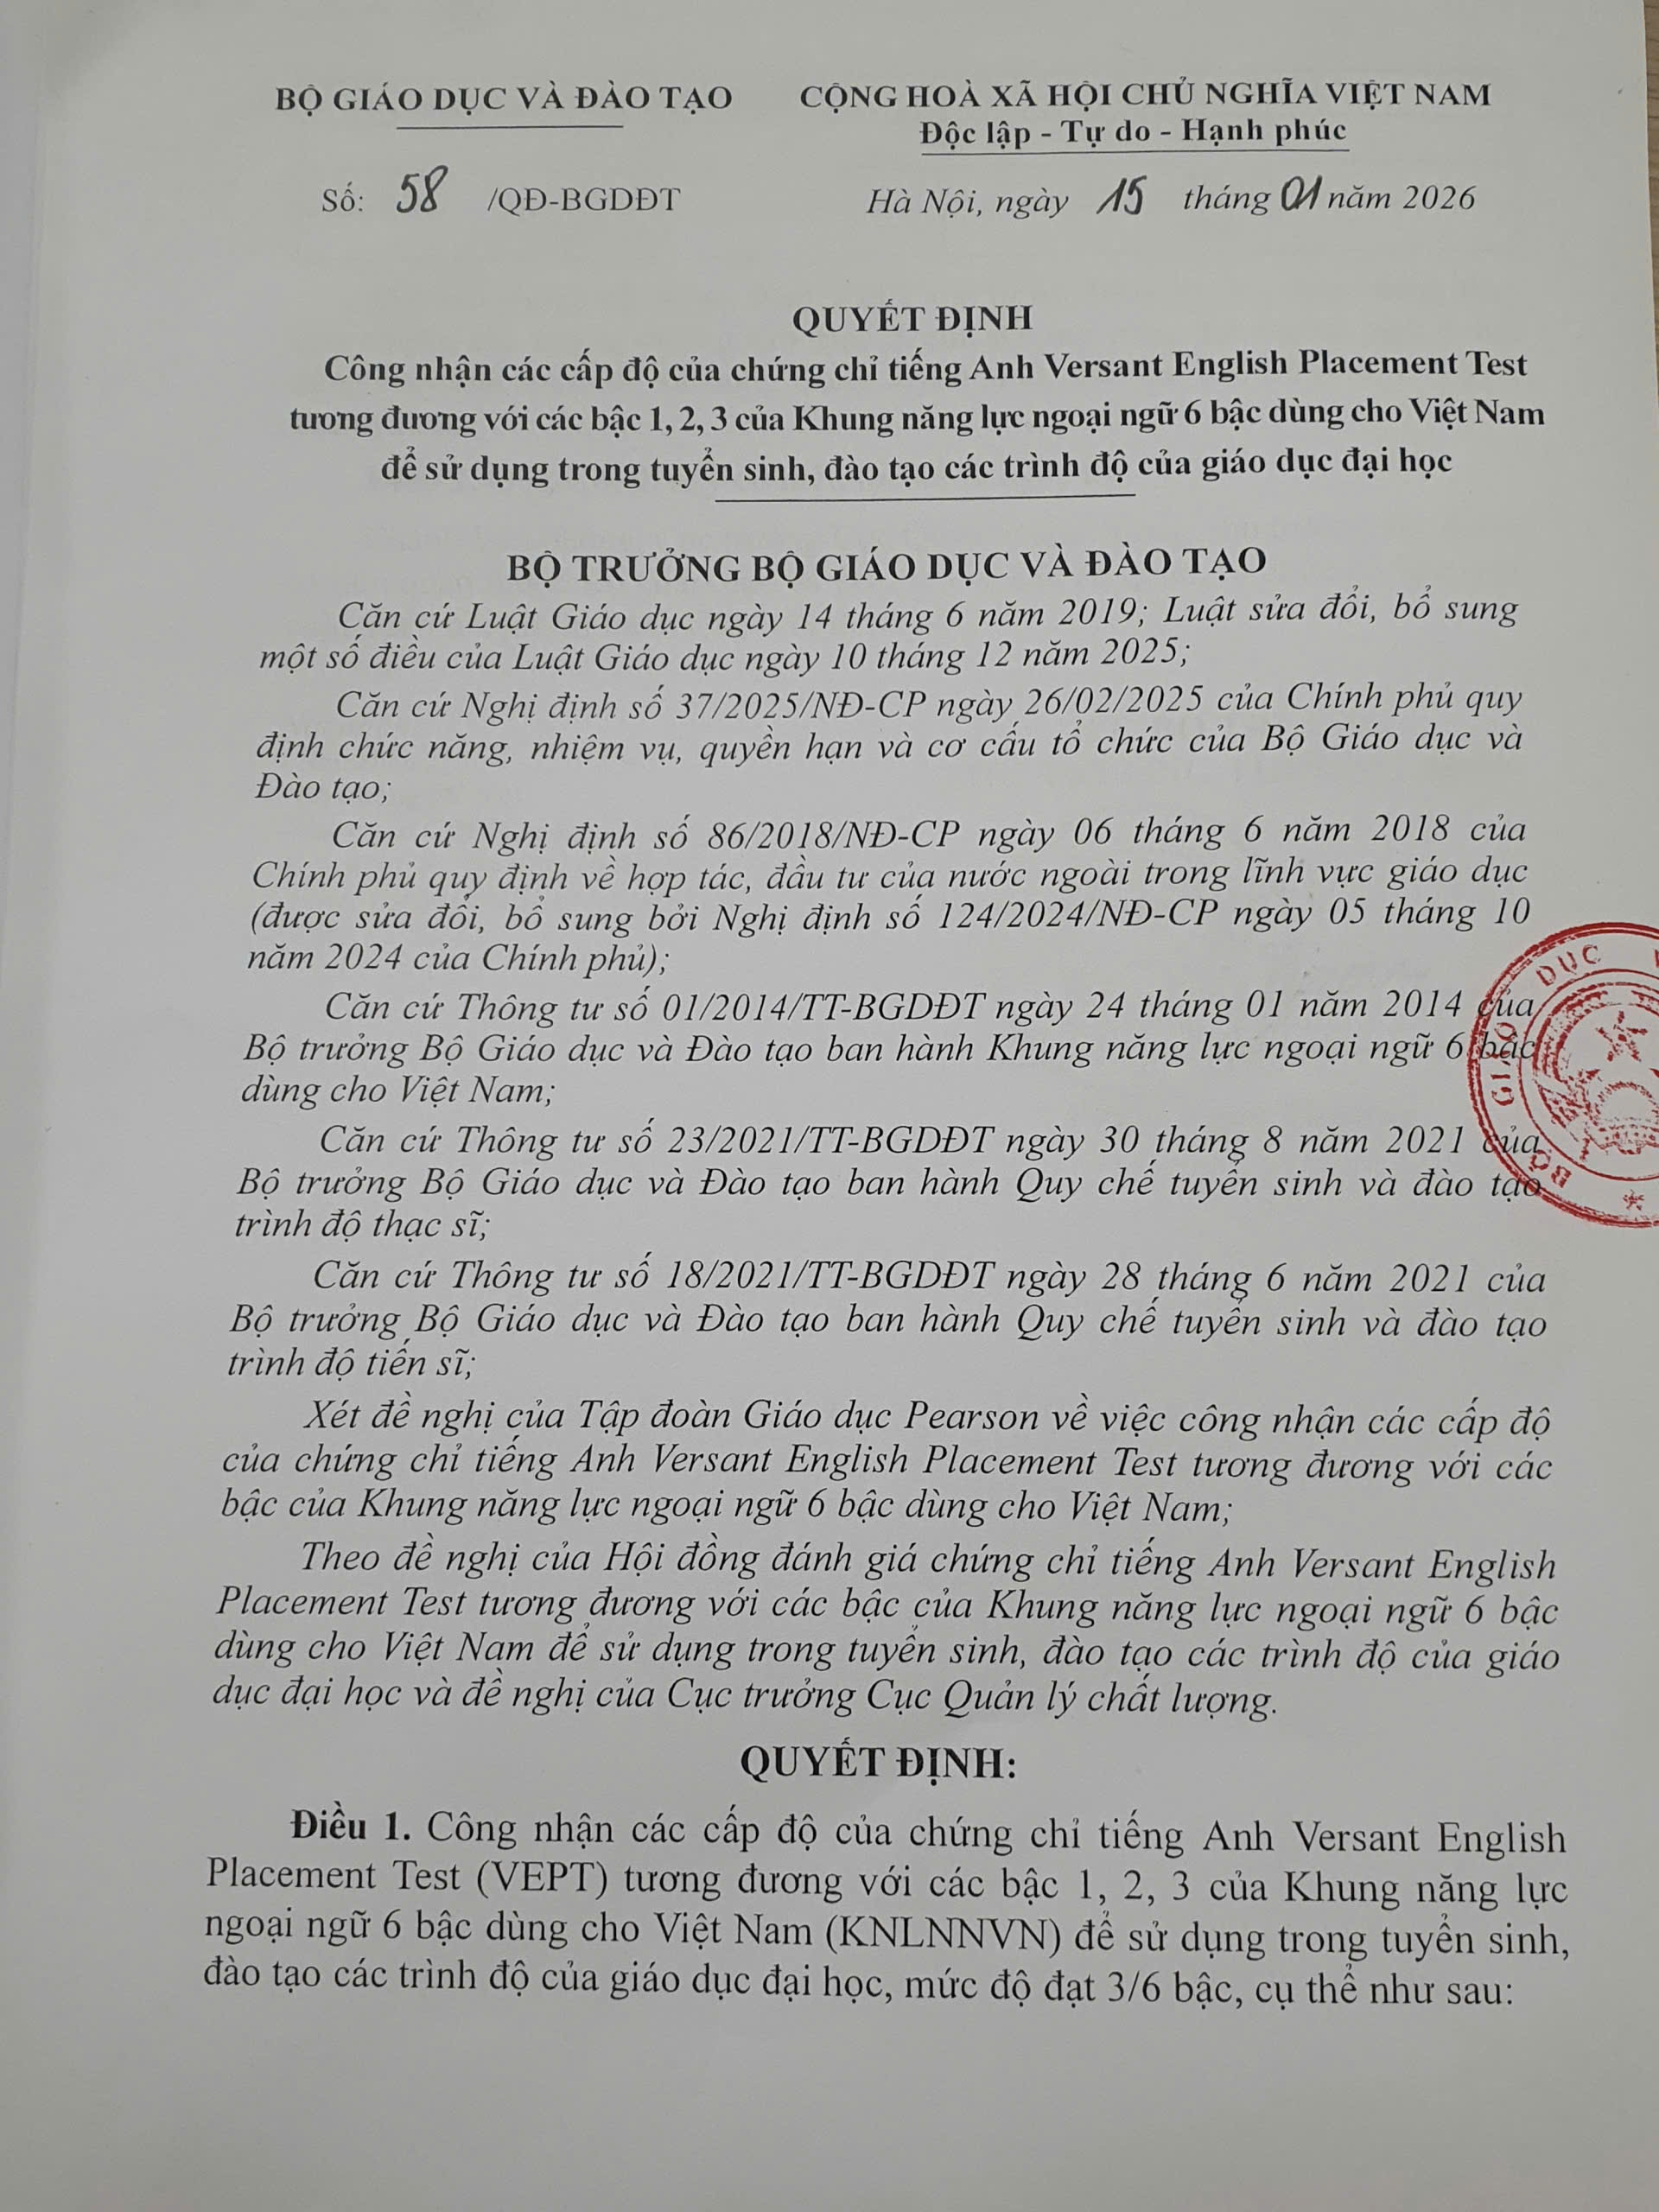 BỘ GIÁO DỤC VÀ ĐÀO TẠO
CỘNG HOÀ XÃ HỘI CHỦ NGHĨA VIỆT NAM
Độc lập - Tự do - Hạnh phúc
Số: 58 /QĐ-BGDĐT
Hà Nội, ngày 15 tháng 01 năm 2026
QUYẾT ĐỊNH
Công nhận các cấp độ của chứng chỉ tiếng Anh Versant English Placement Test
tương đương với các bậc 1, 2, 3 của Khung năng lực ngoại ngữ 6 bậc dùng cho Việt Nam
để sử dụng trong tuyển sinh, đào tạo các trình độ của giáo dục đại học
BỘ TRƯỞNG BỘ GIÁO DỤC VÀ ĐÀO TẠO
Căn cứ Luật Giáo dục ngày 14 tháng 6 năm 2019; Luật sửa đổi, bổ sung
một số điều của Luật Giáo dục ngày 10 tháng 12 năm 2025;
Căn cứ Nghị định số 37/2025/NĐ-CP ngày 26/02/2025 của Chính phủ quy
định chức năng, nhiệm vụ, quyền hạn và cơ cấu tổ chức của Bộ Giáo dục và
Đào tạo;
Căn cứ Nghị định số 86/2018/NĐ-CP ngày 06 tháng 6 năm 2018 của
Chính phủ quy định về hợp tác, đầu tư của nước ngoài trong lĩnh vực giáo dục
(được sửa đổi, bổ sung bởi Nghị định số 124/2024/NĐ-CP ngày 05 tháng 10
năm 2024 của Chính phủ);
Căn cứ Thông tư số 01/2014/TT-BGDĐT ngày 24 tháng 01 năm 2014 của
Bộ trưởng Bộ Giáo dục và Đào tạo ban hành Khung năng lực ngoại ngữ 6 bậc
dùng cho Việt Nam;
Căn cứ Thông tư số 23/2021/TT-BGDĐT ngày 30 tháng 8 năm 2021 của
Bộ trưởng Bộ Giáo dục và Đào tạo ban hành Quy chế tuyển sinh và đào tạo
trình độ thạc sĩ;
Căn cứ Thông tư số 18/2021/TT-BGDĐT ngày 28 tháng 6 năm 2021 của
Bộ trưởng Bộ Giáo dục và Đào tạo ban hành Quy chế tuyển sinh và đào tạo
trình độ tiến sĩ;
Xét đề nghị của Tập đoàn Giáo dục Pearson về việc công nhận các cấp độ
của chứng chỉ tiếng Anh Versant English Placement Test tương đương với các
bậc của Khung năng lực ngoại ngữ 6 bậc dùng cho Việt Nam;
Theo đề nghị của Hội đồng đánh giá chứng chỉ tiếng Anh Versant English
Placement Test tương đương với các bậc của Khung năng lực ngoại ngữ 6 bậc
dùng cho Việt Nam để sử dụng trong tuyển sinh, đào tạo các trình độ của giáo
dục đại học và đề nghị của Cục trưởng Cục Quản lý chất lượng.
QUYẾT ĐỊNH:
Điều 1. Công nhận các cấp độ của chứng chỉ tiếng Anh Versant English
Placement Test (VEPT) tương đương với các bậc 1, 2, 3 của Khung năng lực
ngoại ngữ 6 bậc dùng cho Việt Nam (KNLNNVN) để sử dụng trong tuyển sinh,
đào tạo các trình độ của giáo dục đại học, mức độ đạt 3/6 bậc, cụ thể như sau:
BỘ GIÁO DỤC